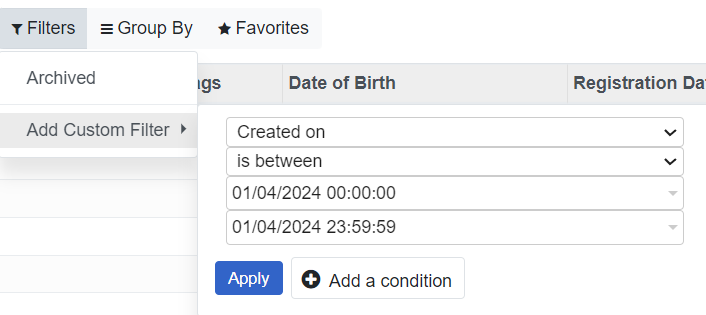 Filters Group By Favorites
Archived
ngs Date of Birth Registration Da
Add Custom Filter
Created on
is between
01/04/2024 00:00:00
01/04/2024 23:59:59
Apply Add a condition